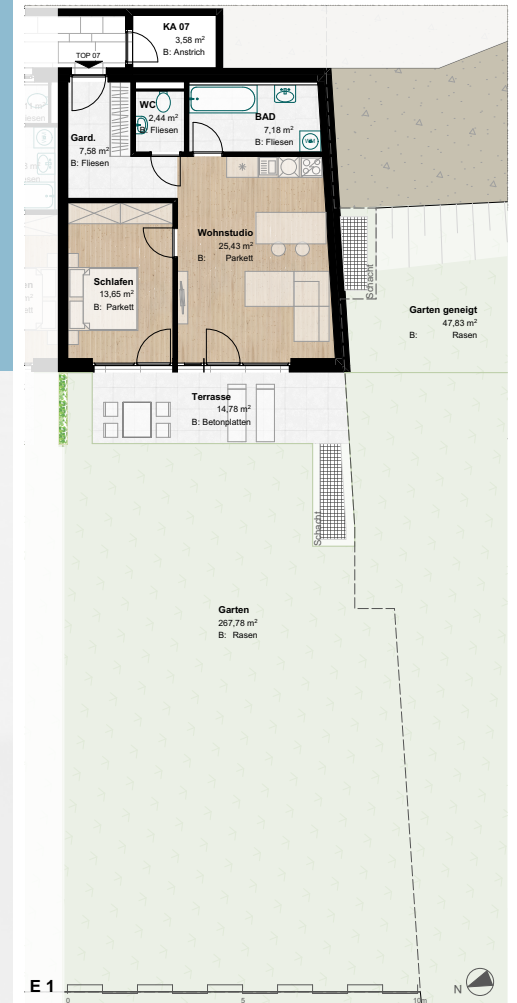 KA 07
3,58 m²
B: Anstrich
TOP 07
WC
2,44 m²
B: Fliesen
BAD
7,18 m²
B: Fliesen
Gard.
7,58 m²
B: Fliesen
WM
Wohnstudio
25,43 m²
B: Parkett
Schlafen
13,65 m²
B: Parkett
Schacht
Garten geneigt
47,83 m²
B: Rasen
Terrasse
14,78 m²
B: Betonplatten
Schacht
Garten
267,78 m²
B: Rasen
E 1
N
0 5 10m